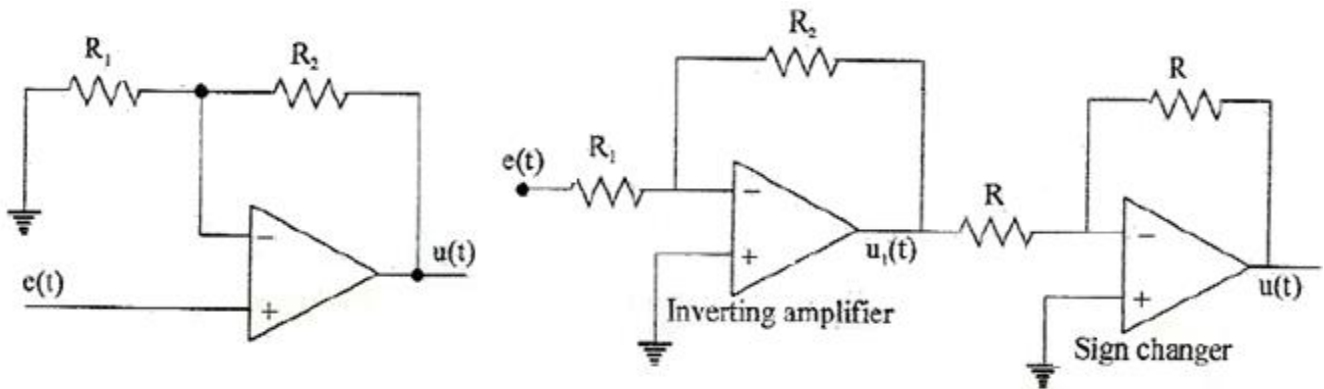 R₁
R₂
−
+
e(t)
u(t)
e(t)
R₁
R₂
−
+
u₁(t)
Inverting amplifier
R
R
−
+
u(t)
Sign changer